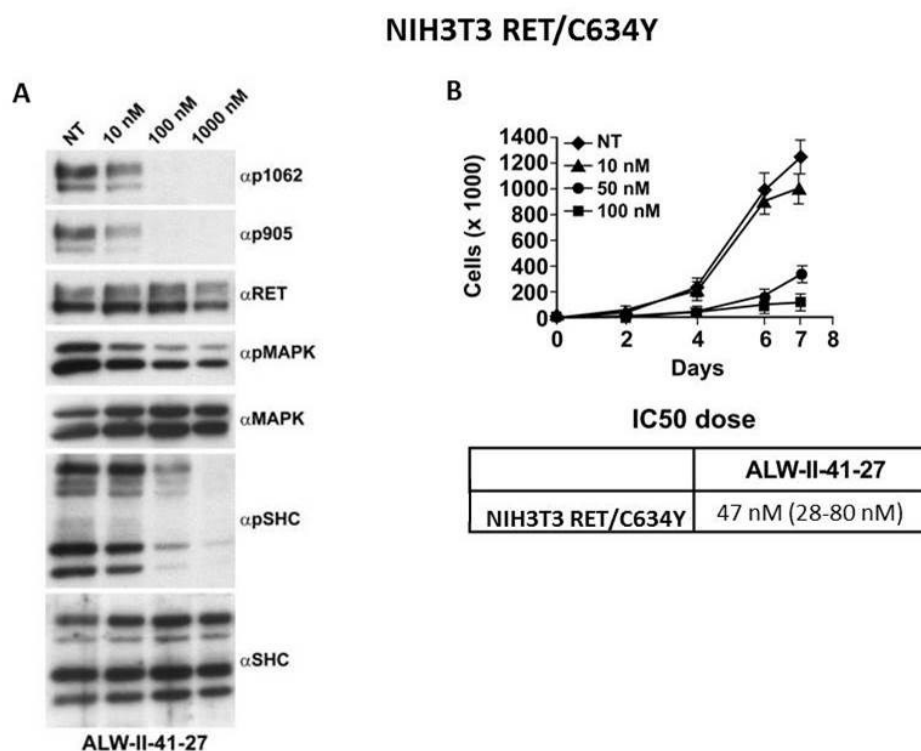 NIH3T3 RET/C634Y
A
NT 10 nM 100 nM 1000 nM
αp1062
αp905
αRET
αpMAPK
αMAPK
αpSHC
αSHC
ALW-II-41-27
B
NT
10 nM
50 nM
100 nM
Cells (x 1000)
1400
1200
1000
800
600
400
200
0
0 2 4 6 7 8
Days
IC50 dose
ALW-II-41-27
NIH3T3 RET/C634Y 47 nM (28-80 nM)